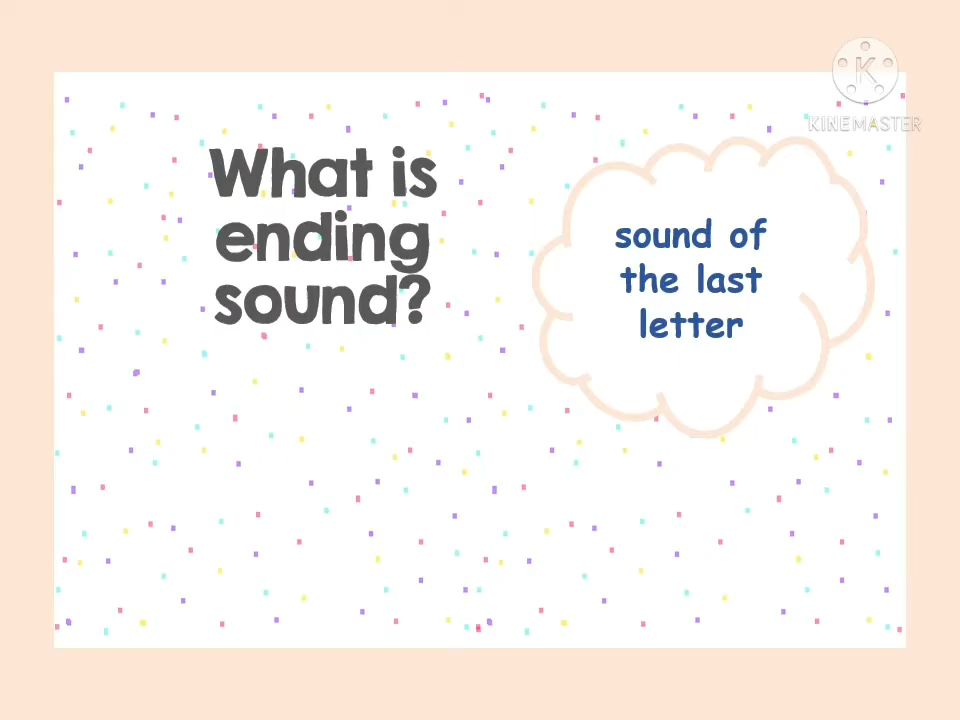 What is
ending
sound?
sound of
the last
letter
K
KINEMASTER